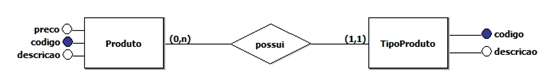 preco
codigo
descricao
Produto
(0,n)
possui
(1,1)
TipoProduto
codigo
descricao